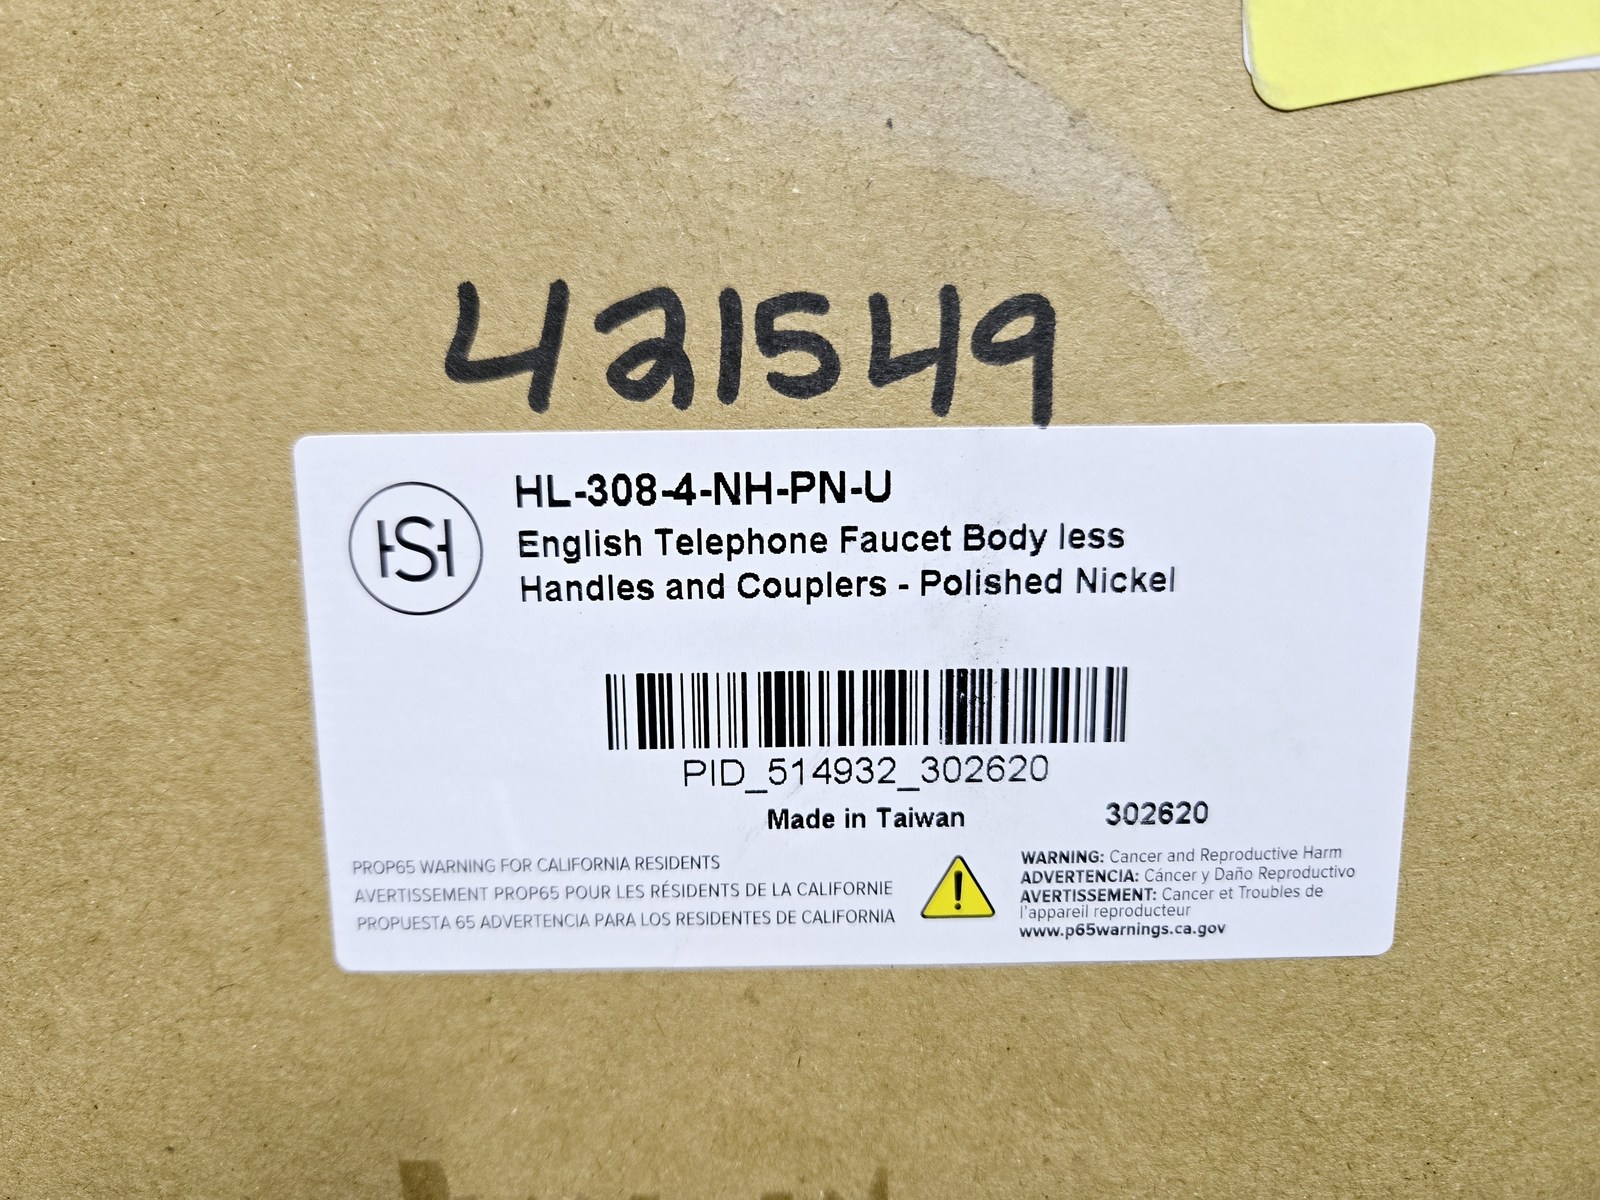 421549
HSH
HL-308-4-NH-PN-U
English Telephone Faucet Body less
Handles and Couplers - Polished Nickel
PID_514932_302620
Made in Taiwan
302620
PROP65 WARNING FOR CALIFORNIA RESIDENTS
AVERTISSEMENT PROP65 POUR LES RÉSIDENTS DE LA CALIFORNIE
PROPUESTA 65 ADVERTENCIA PARA LOS RESIDENTES DE CALIFORNIA
!
WARNING: Cancer and Reproductive Harm
ADVERTENCIA: Cáncer y Daño Reproductivo
AVERTISSEMENT: Cancer et Troubles de
l'appareil reproducteur
www.p65warnings.ca.gov